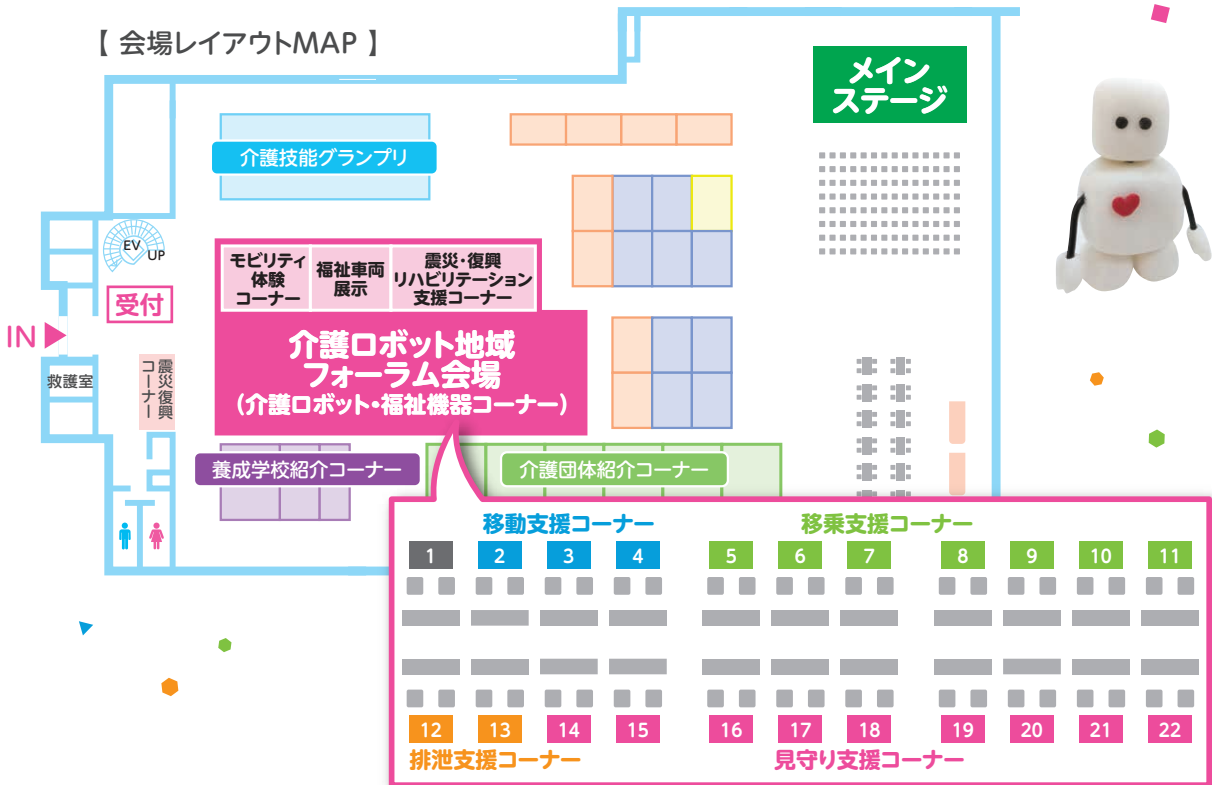 【 会場レイアウトMAP 】
メイン
ステージ
介護技能グランプリ
EV
UP
モビリティ
体験
コーナー
福祉車両
展示
震災・復興
リハビリテーション
支援コーナー
受付
IN
介護ロボット地域
フォーラム会場
(介護ロボット・福祉機器コーナー)
救護室
震災復興
コーナー
養成学校紹介コーナー
介護団体紹介コーナー
移動支援コーナー
移乗支援コーナー
1 2 3 4 5 6 7 8 9 10 11
12 13 14 15 16 17 18 19 20 21 22
排泄支援コーナー
見守り支援コーナー